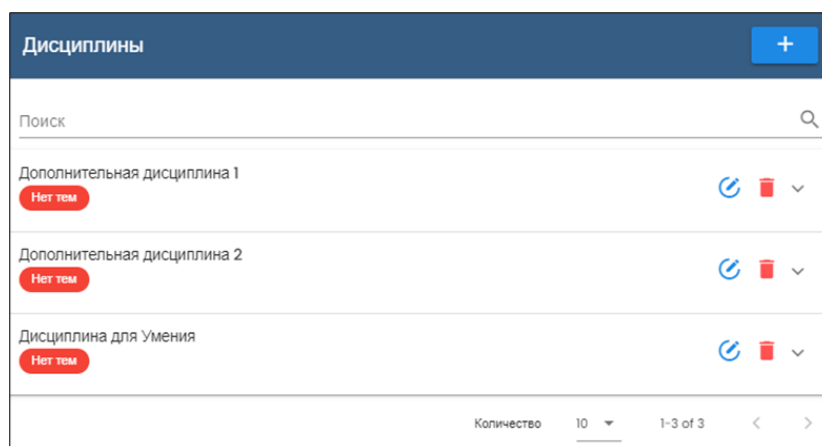 Дисциплины
+
Поиск
Дополнительная дисциплина 1
Нет тем
Дополнительная дисциплина 2
Нет тем
Дисциплина для Умения
Нет тем
Количество 10 1-3 of 3